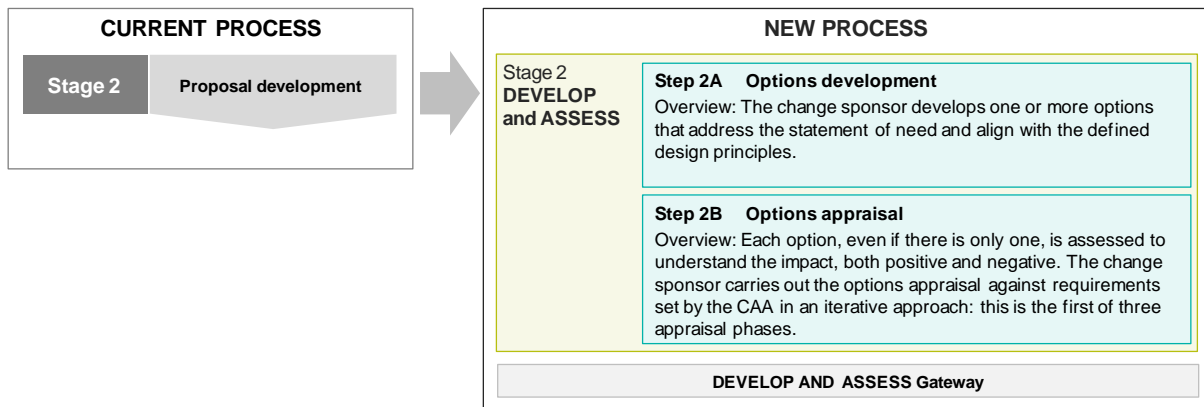 CURRENT PROCESS
Stage 2
Proposal development
NEW PROCESS
Stage 2
DEVELOP
and ASSESS
Step 2A Options development
Overview: The change sponsor develops one or more options
that address the statement of need and align with the defined
design principles.
Step 2B Options appraisal
Overview: Each option, even if there is only one, is assessed to
understand the impact, both positive and negative. The change
sponsor carries out the options appraisal against requirements
set by the CAA in an iterative approach: this is the first of three
appraisal phases.
DEVELOP AND ASSESS Gateway